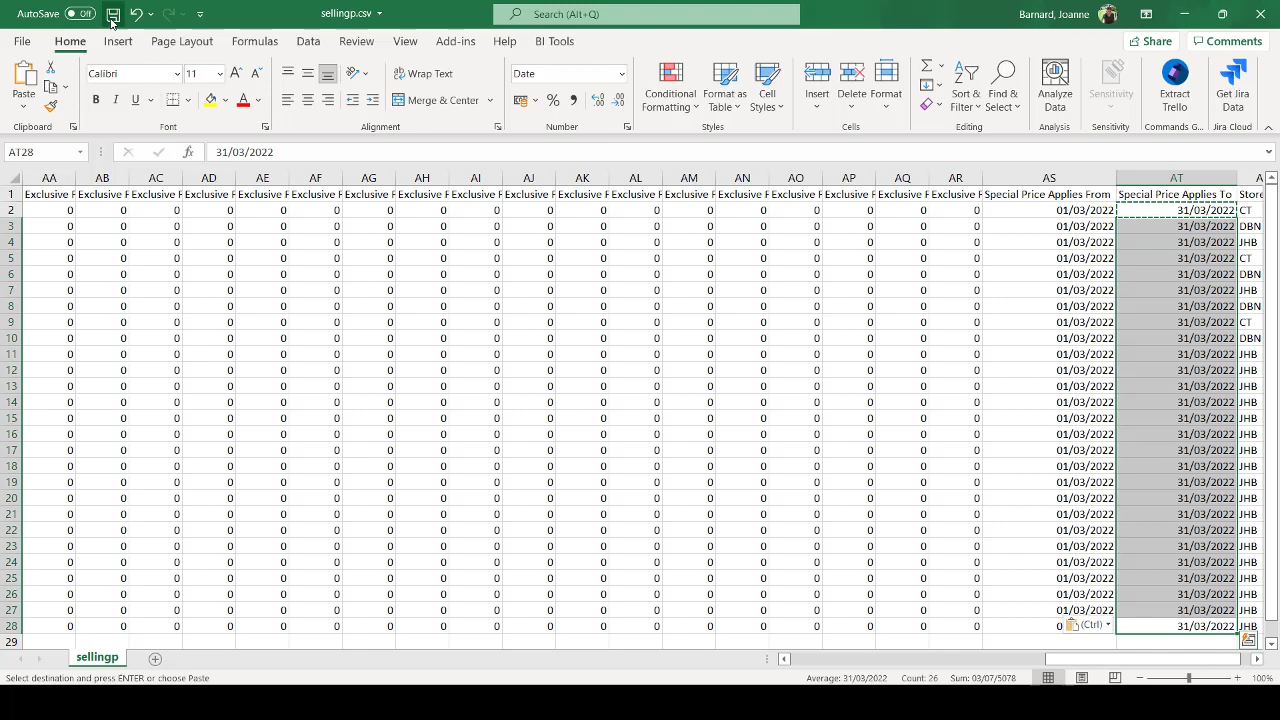 AutoSave Off sellingp.csv Search (Alt+Q) Barnard, Joanne
File Home Insert Page Layout Formulas Data Review View Add-ins Help BI Tools Share Comments
Calibri 11 Wrap Text Date
Paste B I U Merge & Center % Conditional Formatting Format as Table Cell Styles Insert Delete Format Sort & Filter Find & Select Analyze Data Sensitivity Extract Trello Get Jira Data
Clipboard Font Alignment Number Styles Cells Editing Analysis Sensitivity Commands G... Jira Cloud
AT28 fx 31/03/2022
AA AB AC AD AE AF AG AH AI AJ AK AL AM AN AO AP AQ AR AS AT A
1 Exclusive F Exclusive F Exclusive F Exclusive F Exclusive F Exclusive F Exclusive F Exclusive F Exclusive F Exclusive F Exclusive F Exclusive F Exclusive F Exclusive F Exclusive F Exclusive F Exclusive F Exclusive F Special Price Applies From Special Price Applies To Store
2 0 0 0 0 0 0 0 0 0 0 0 0 0 0 0 0 0 0 01/03/2022 31/03/2022 CT
3 0 0 0 0 0 0 0 0 0 0 0 0 0 0 0 0 0 0 01/03/2022 31/03/2022 DBN
4 0 0 0 0 0 0 0 0 0 0 0 0 0 0 0 0 0 0 01/03/2022 31/03/2022 JHB
5 0 0 0 0 0 0 0 0 0 0 0 0 0 0 0 0 0 0 01/03/2022 31/03/2022 CT
6 0 0 0 0 0 0 0 0 0 0 0 0 0 0 0 0 0 0 01/03/2022 31/03/2022 DBN
7 0 0 0 0 0 0 0 0 0 0 0 0 0 0 0 0 0 0 01/03/2022 31/03/2022 JHB
8 0 0 0 0 0 0 0 0 0 0 0 0 0 0 0 0 0 0 01/03/2022 31/03/2022 DBN
9 0 0 0 0 0 0 0 0 0 0 0 0 0 0 0 0 0 0 01/03/2022 31/03/2022 CT
10 0 0 0 0 0 0 0 0 0 0 0 0 0 0 0 0 0 0 01/03/2022 31/03/2022 DBN
11 0 0 0 0 0 0 0 0 0 0 0 0 0 0 0 0 0 0 01/03/2022 31/03/2022 JHB
12 0 0 0 0 0 0 0 0 0 0 0 0 0 0 0 0 0 0 01/03/2022 31/03/2022 JHB
13 0 0 0 0 0 0 0 0 0 0 0 0 0 0 0 0 0 0 01/03/2022 31/03/2022 JHB
14 0 0 0 0 0 0 0 0 0 0 0 0 0 0 0 0 0 0 01/03/2022 31/03/2022 JHB
15 0 0 0 0 0 0 0 0 0 0 0 0 0 0 0 0 0 0 01/03/2022 31/03/2022 JHB
16 0 0 0 0 0 0 0 0 0 0 0 0 0 0 0 0 0 0 01/03/2022 31/03/2022 JHB
17 0 0 0 0 0 0 0 0 0 0 0 0 0 0 0 0 0 0 01/03/2022 31/03/2022 JHB
18 0 0 0 0 0 0 0 0 0 0 0 0 0 0 0 0 0 0 01/03/2022 31/03/2022 JHB
19 0 0 0 0 0 0 0 0 0 0 0 0 0 0 0 0 0 0 01/03/2022 31/03/2022 JHB
20 0 0 0 0 0 0 0 0 0 0 0 0 0 0 0 0 0 0 01/03/2022 31/03/2022 JHB
21 0 0 0 0 0 0 0 0 0 0 0 0 0 0 0 0 0 0 01/03/2022 31/03/2022 JHB
22 0 0 0 0 0 0 0 0 0 0 0 0 0 0 0 0 0 0 01/03/2022 31/03/2022 JHB
23 0 0 0 0 0 0 0 0 0 0 0 0 0 0 0 0 0 0 01/03/2022 31/03/2022 JHB
24 0 0 0 0 0 0 0 0 0 0 0 0 0 0 0 0 0 0 01/03/2022 31/03/2022 JHB
25 0 0 0 0 0 0 0 0 0 0 0 0 0 0 0 0 0 0 01/03/2022 31/03/2022 JHB
26 0 0 0 0 0 0 0 0 0 0 0 0 0 0 0 0 0 0 01/03/2022 31/03/2022 JHB
27 0 0 0 0 0 0 0 0 0 0 0 0 0 0 0 0 0 0 01/03/2022 31/03/2022 JHB
28 0 0 0 0 0 0 0 0 0 0 0 0 0 0 0 0 0 0 0 (Ctrl) 31/03/2022 JHB
29
sellingp
Select destination and press ENTER or choose Paste Average: 31/03/2022 Count: 26 Sum: 03/07/5078 100%